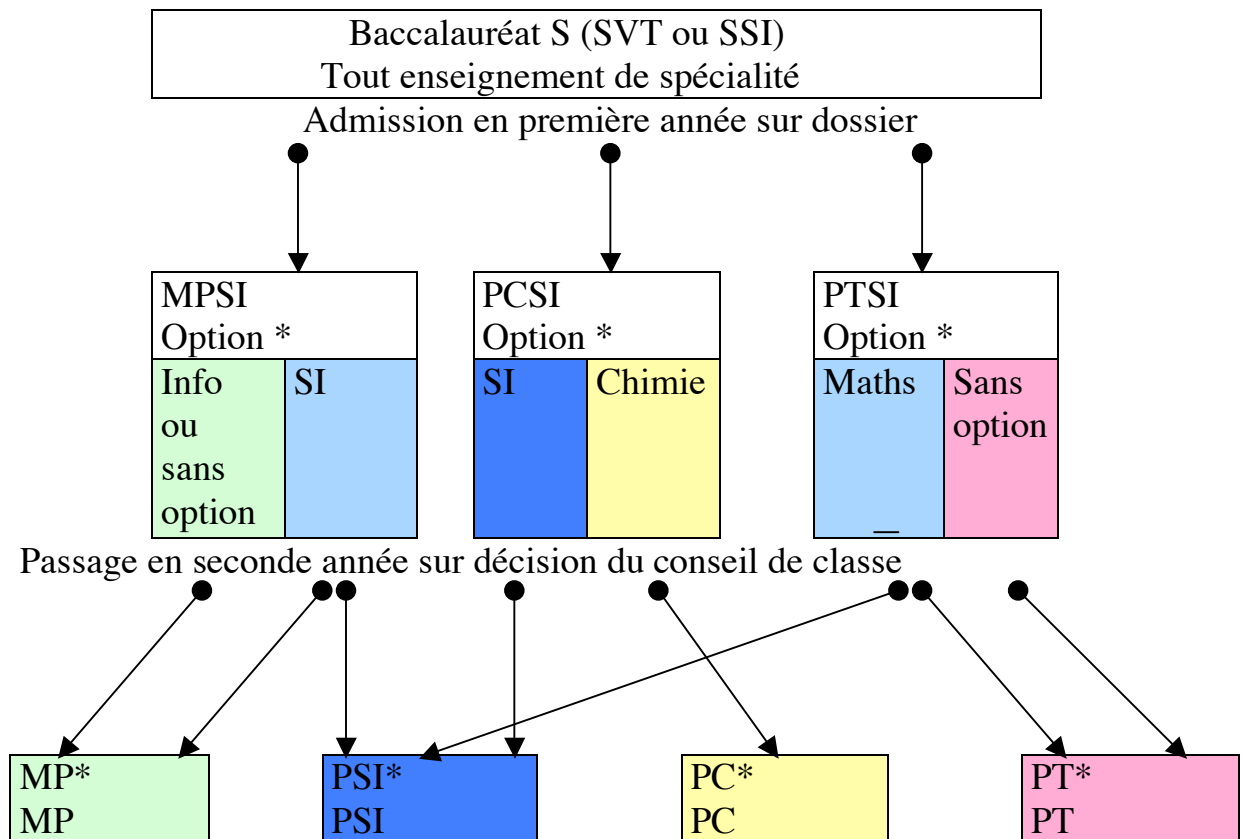 Baccalauréat S (SVT ou SSI)
Tout enseignement de spécialité
Admission en première année sur dossier
MPSI
Option *
Info
ou
sans
option
SI
PCSI
Option *
SI
Chimie
PTSI
Option *
Maths
_
Sans
option
Passage en seconde année sur décision du conseil de classe
MP*
MP
PSI*
PSI
PC*
PC
PT*
PT